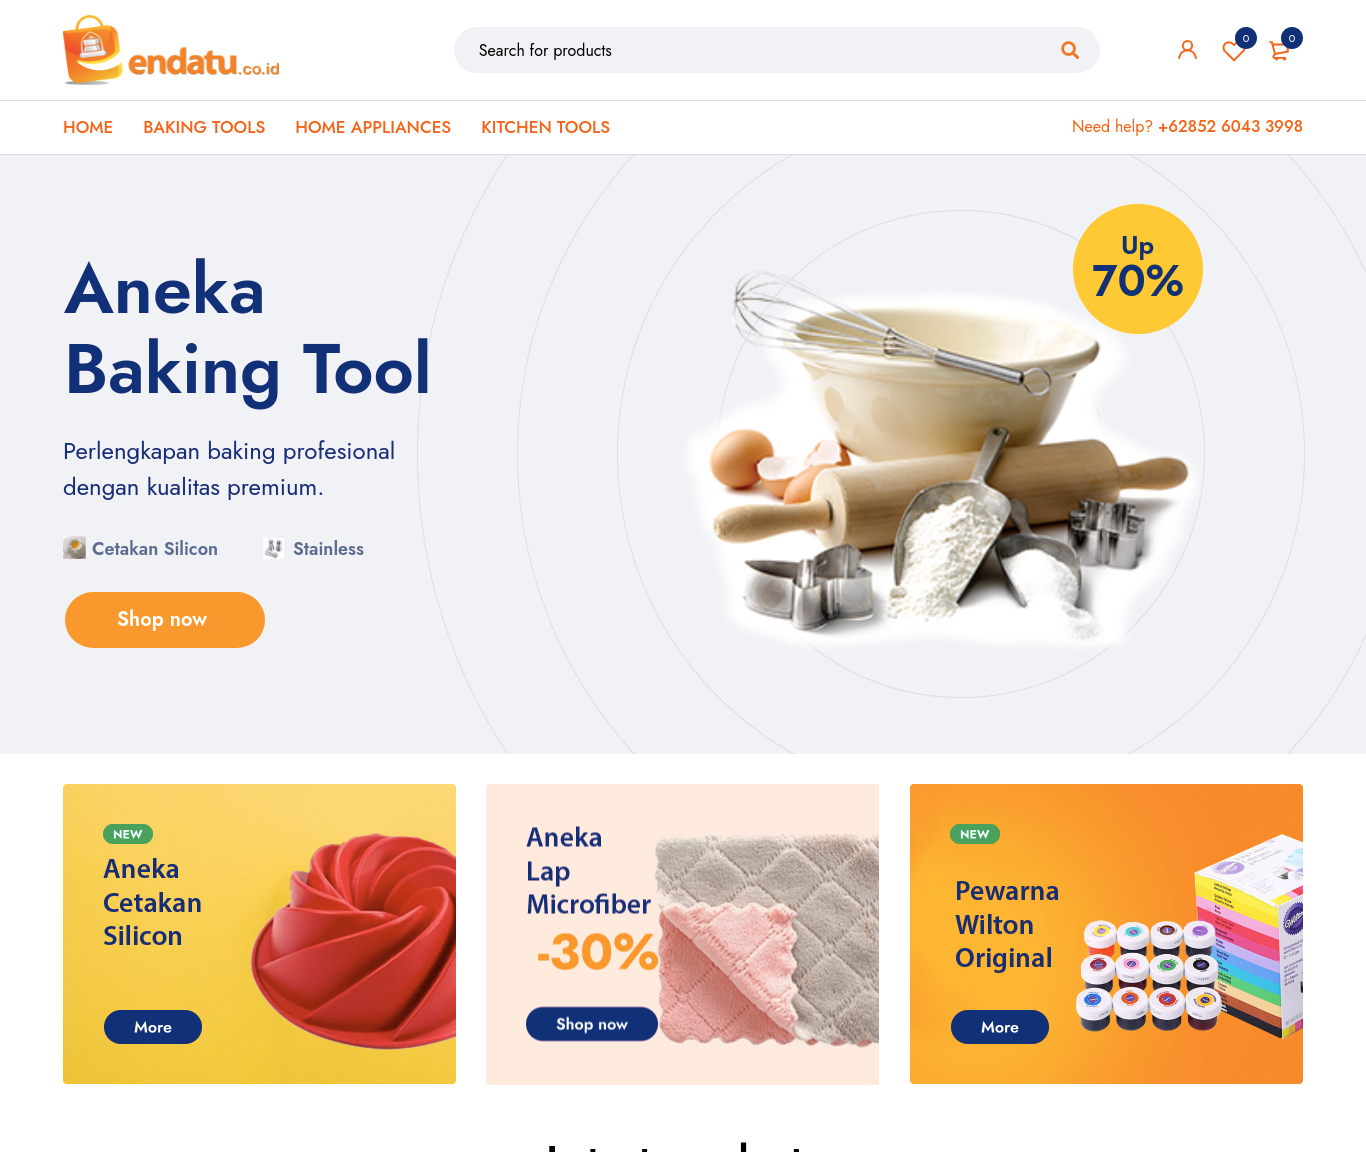 endatu.co.id
Search for products
0
0
HOME
BAKING TOOLS
HOME APPLIANCES
KITCHEN TOOLS
Need help? +62852 6043 3998
Aneka
Baking Tool
Perlengkapan baking profesional
dengan kualitas premium.
Cetakan Silicon
Stainless
Shop now
Up
70%
NEW
Aneka
Cetakan
Silicon
More
Aneka
Lap
Microfiber
-30%
Shop now
NEW
Pewarna
Wilton
Original
More